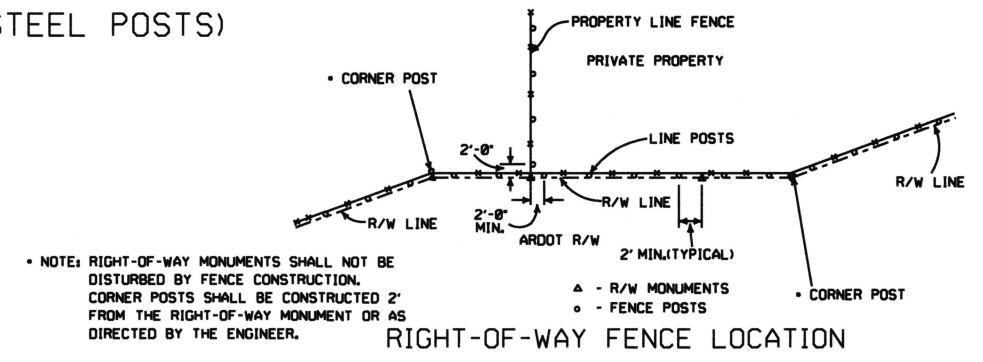 STEEL POSTS)
PROPERTY LINE FENCE
PRIVATE PROPERTY
• CORNER POST
LINE POSTS
2'-0"
R/W LINE
R/W LINE
R/W LINE
2'-0"
MIN.
ARDOT R/W
2' MIN.(TYPICAL)
• NOTE: RIGHT-OF-WAY MONUMENTS SHALL NOT BE
DISTURBED BY FENCE CONSTRUCTION.
CORNER POSTS SHALL BE CONSTRUCTED 2'
FROM THE RIGHT-OF-WAY MONUMENT OR AS
DIRECTED BY THE ENGINEER.
▵ - R/W MONUMENTS
o - FENCE POSTS
• CORNER POST
RIGHT-OF-WAY FENCE LOCATION